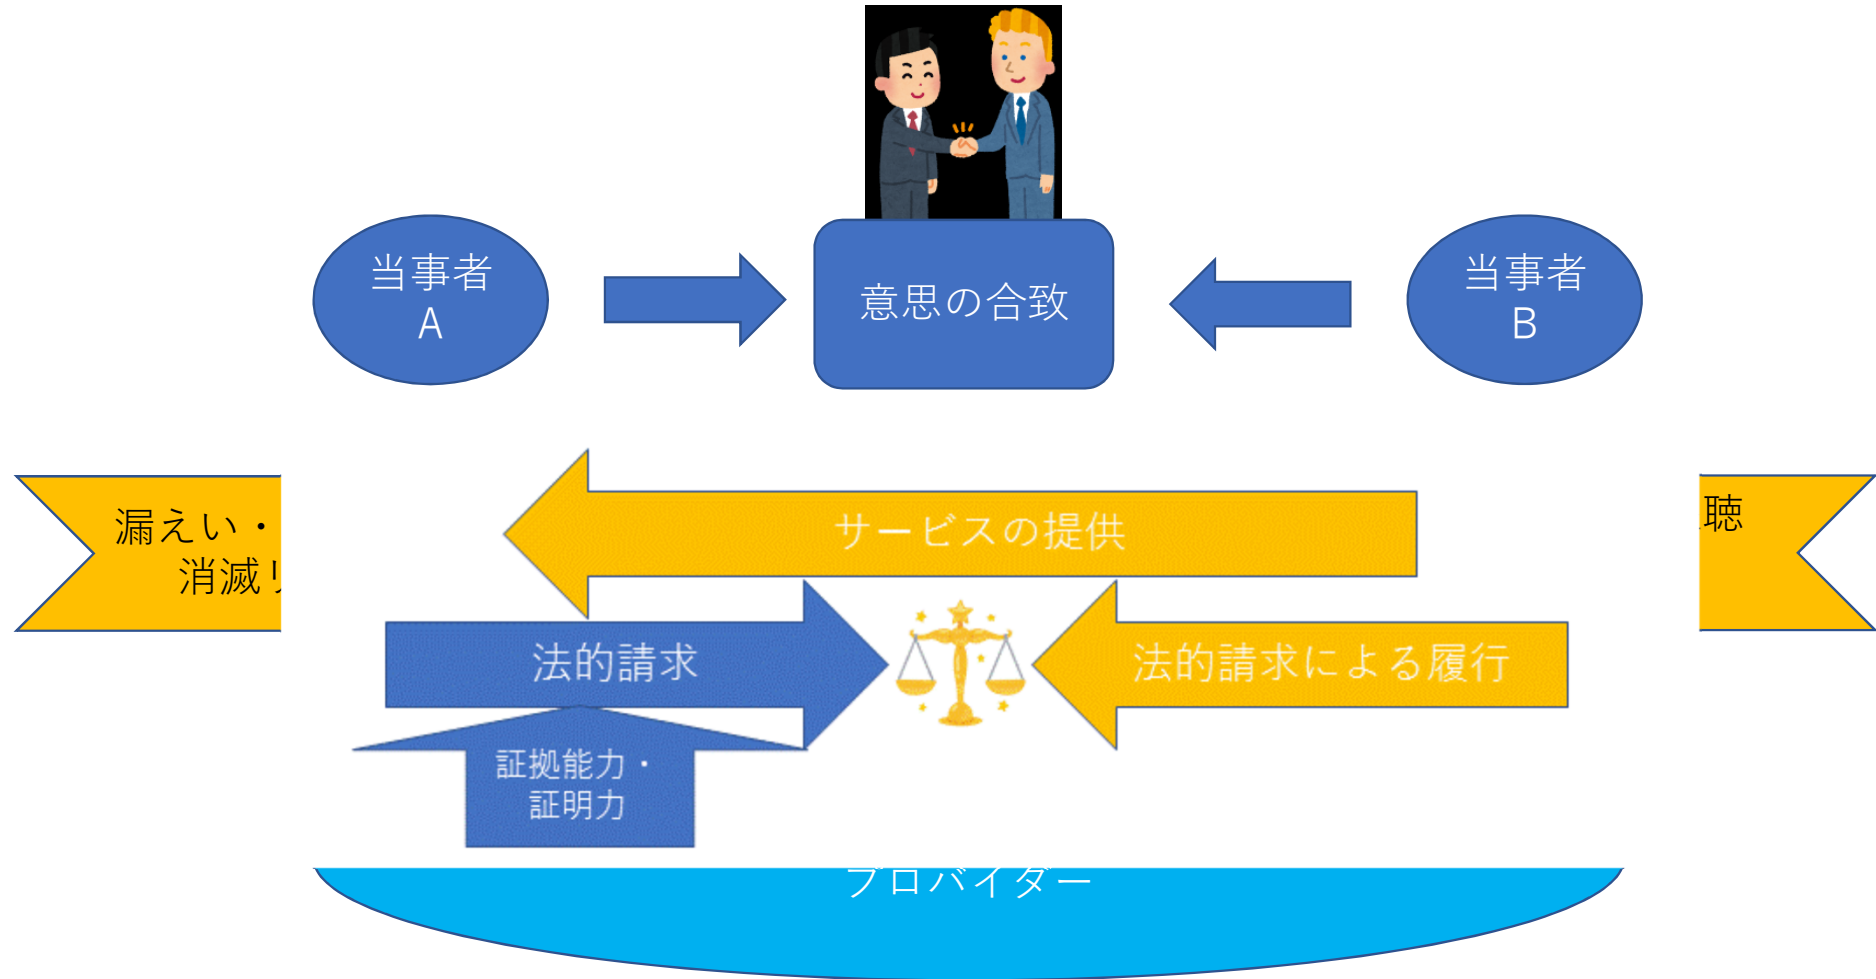 当事者
A
意思の合致
当事者
B
漏えい・
消滅
聴
サービスの提供
法的請求
法的請求による履行
証拠能力・
証明力
プロバイダー